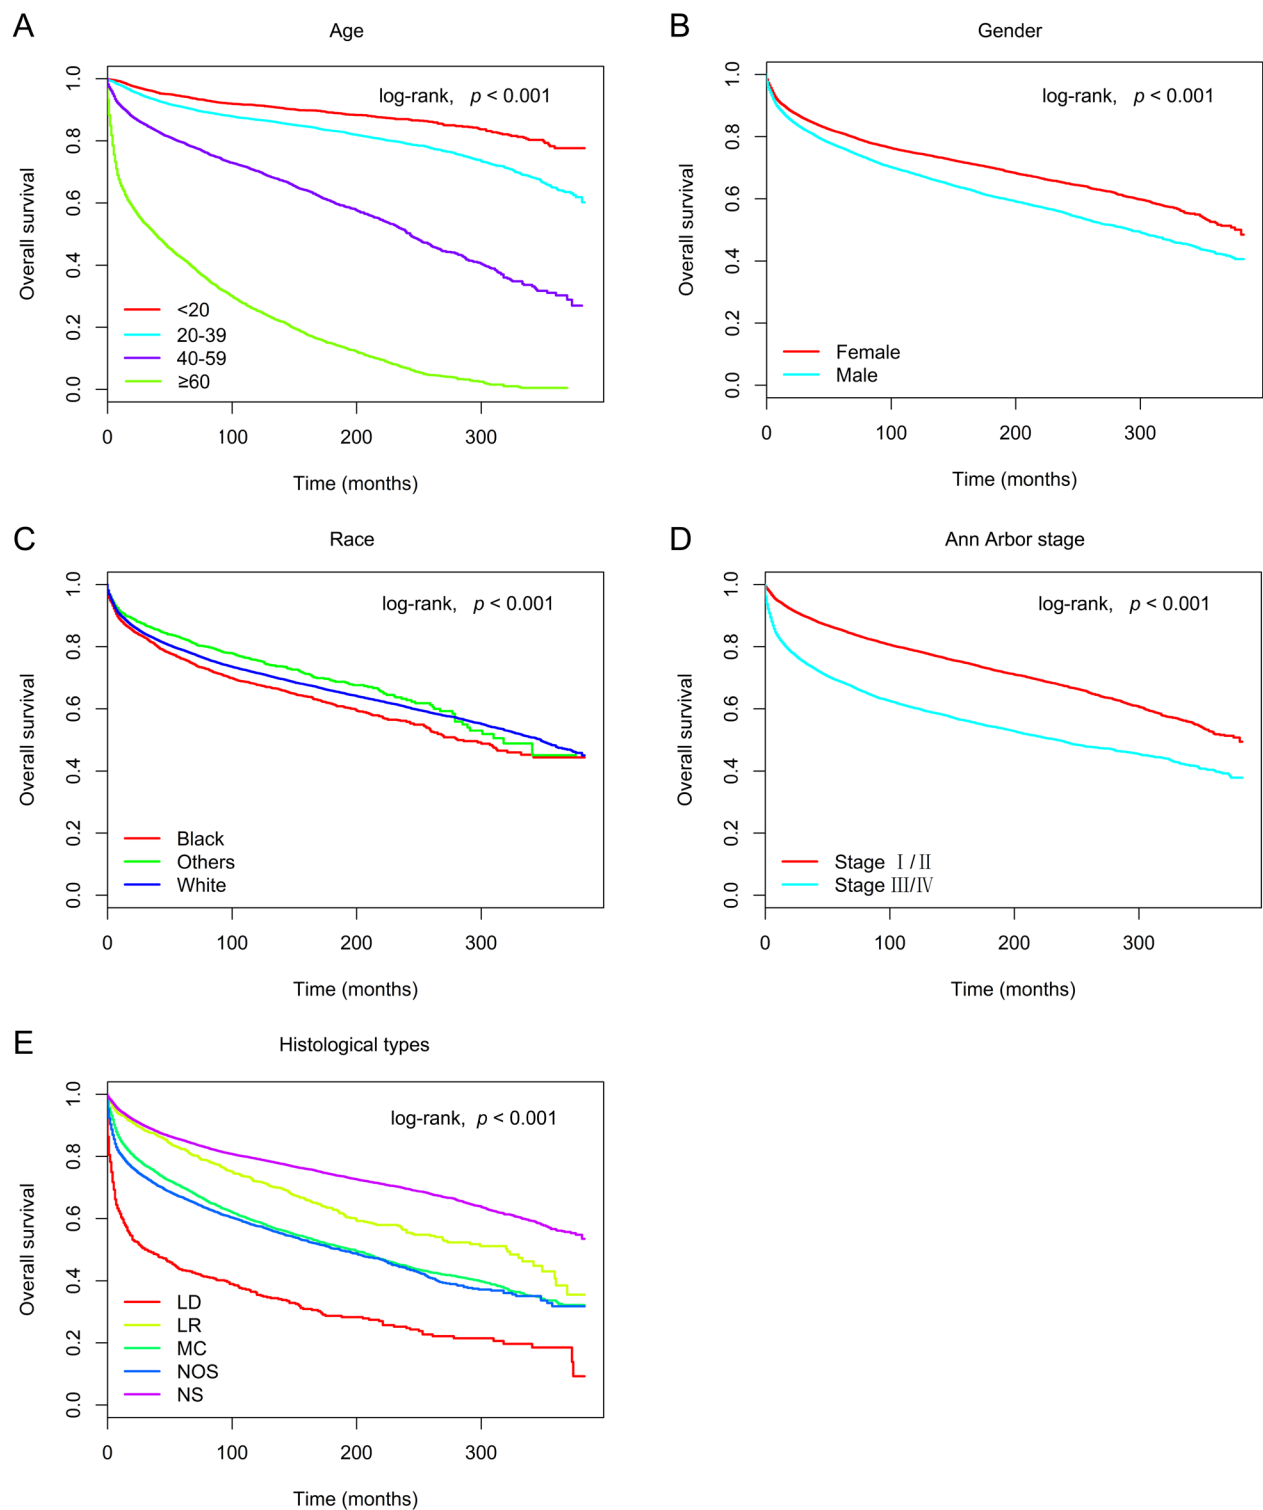 A
Age
log-rank, p < 0.001
Overall survival
1.0
0.8
0.6
0.4
0.2
0.0
<20
20-39
40-59
≥60
0 100 200 300
Time (months)
B
Gender
log-rank, p < 0.001
Overall survival
1.0
0.8
0.6
0.4
0.2
0.0
Female
Male
0 100 200 300
Time (months)
C
Race
log-rank, p < 0.001
Overall survival
1.0
0.8
0.6
0.4
0.2
0.0
Black
Others
White
0 100 200 300
Time (months)
D
Ann Arbor stage
log-rank, p < 0.001
Overall survival
1.0
0.8
0.6
0.4
0.2
0.0
Stage Ⅰ/Ⅱ
Stage Ⅲ/Ⅳ
0 100 200 300
Time (months)
E
Histological types
log-rank, p < 0.001
Overall survival
1.0
0.8
0.6
0.4
0.2
0.0
LD
LR
MC
NOS
NS
0 100 200 300
Time (months)